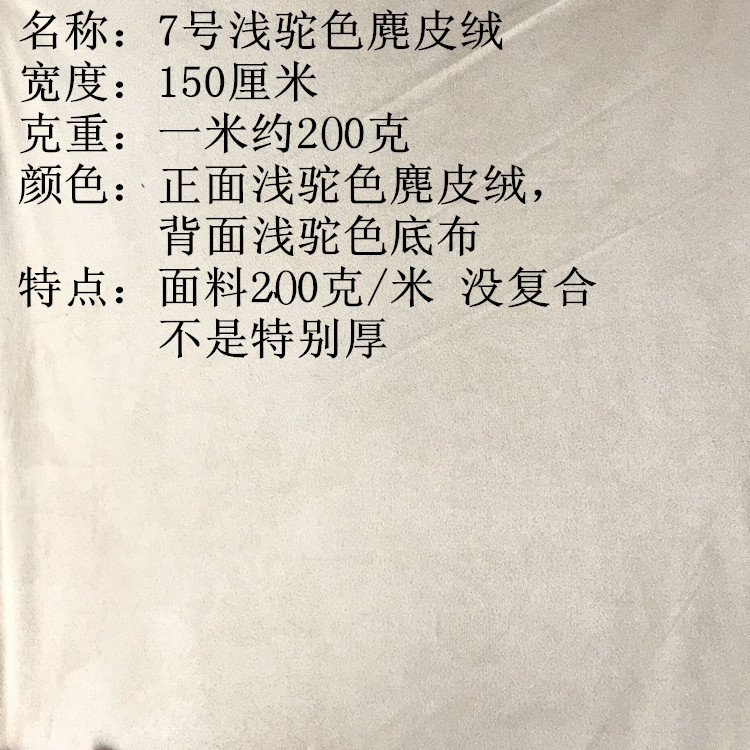 名称：7号浅驼色麂皮绒
宽度：150厘米
克重：一米约200克
颜色：正面浅驼色麂皮绒，
背面浅驼色底布
特点：面料200克/米 没复合
不是特别厚